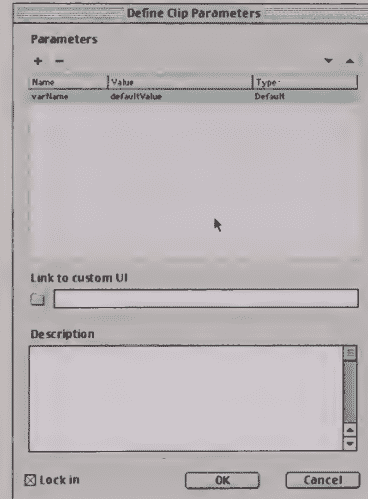 Define Clip Parameters
Parameters
+ −
Name Value Type
varName defaultValue Default
Link to custom UI
Description
Lock in OK Cancel